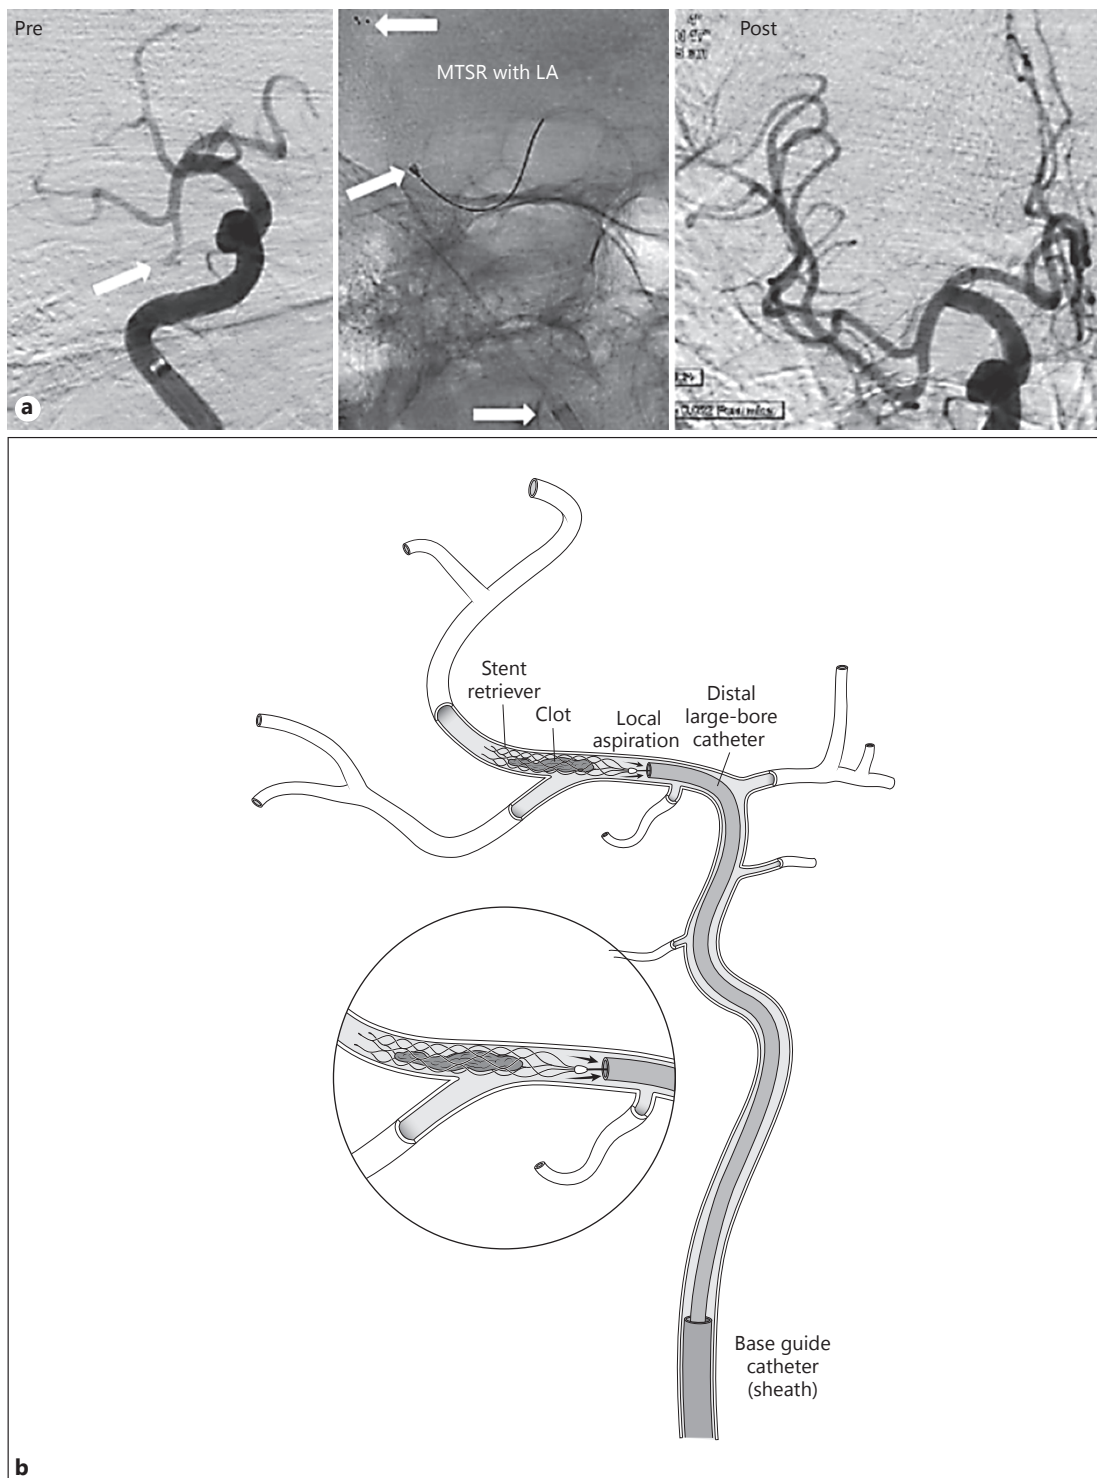 Pre
MTSR with LA
Post
a
Stent
retriever
Clot
Local
aspiration
Distal
large-bore
catheter
Base guide
catheter
(sheath)
b